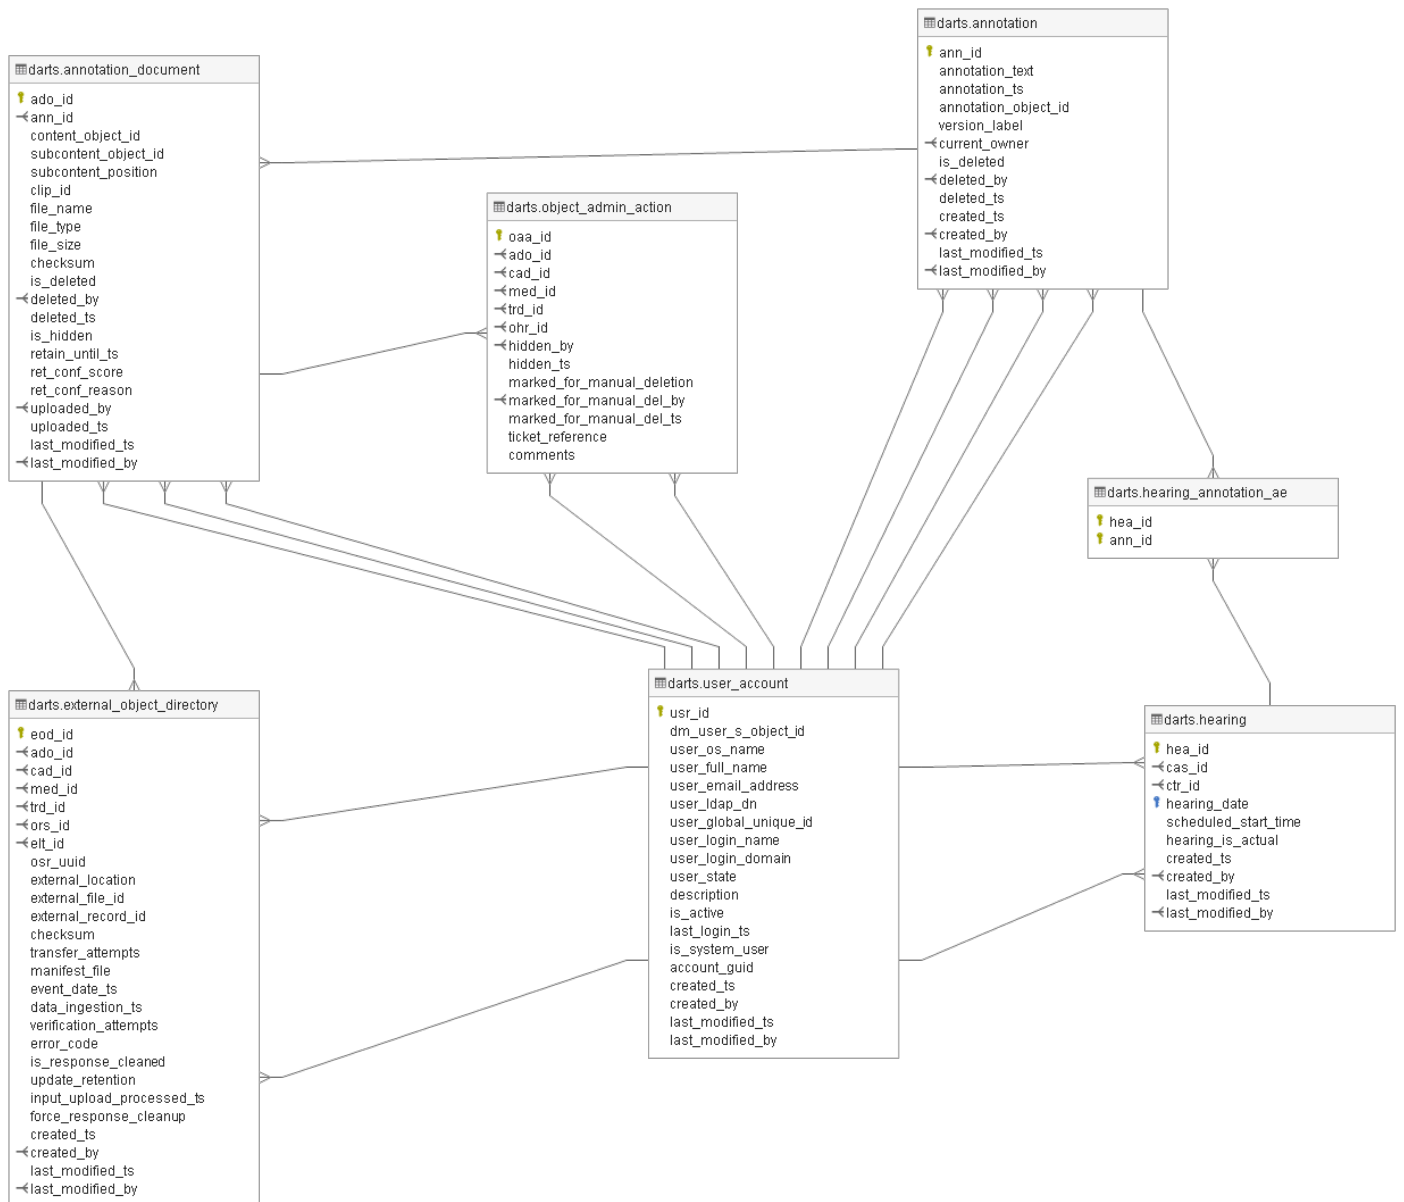 darts.annotation
ann_id
annotation_text
annotation_ts
annotation_object_id
version_label
current_owner
is_deleted
deleted_by
deleted_ts
created_ts
created_by
last_modified_ts
last_modified_by
darts.annotation_document
ado_id
ann_id
content_object_id
subcontent_object_id
subcontent_position
clip_id
file_name
file_type
file_size
checksum
is_deleted
deleted_by
deleted_ts
is_hidden
retain_until_ts
ret_conf_score
ret_conf_reason
uploaded_by
uploaded_ts
last_modified_ts
last_modified_by
darts.object_admin_action
oaa_id
ado_id
cad_id
med_id
trd_id
ohr_id
hidden_by
hidden_ts
marked_for_manual_deletion
marked_for_manual_del_by
marked_for_manual_del_ts
ticket_reference
comments
darts.hearing_annotation_ae
hea_id
ann_id
darts.external_object_directory
eod_id
ado_id
cad_id
med_id
trd_id
ors_id
elt_id
osr_uuid
external_location
external_file_id
external_record_id
checksum
transfer_attempts
manifest_file
event_date_ts
data_ingestion_ts
verification_attempts
error_code
is_response_cleaned
update_retention
input_upload_processed_ts
force_response_cleanup
created_ts
created_by
last_modified_ts
last_modified_by
darts.user_account
usr_id
dm_user_s_object_id
user_os_name
user_full_name
user_email_address
user_ldap_dn
user_global_unique_id
user_login_name
user_login_domain
user_state
description
is_active
last_login_ts
is_system_user
account_guid
created_ts
created_by
last_modified_ts
last_modified_by
darts.hearing
hea_id
cas_id
ctr_id
hearing_date
scheduled_start_time
hearing_is_actual
created_ts
created_by
last_modified_ts
last_modified_by